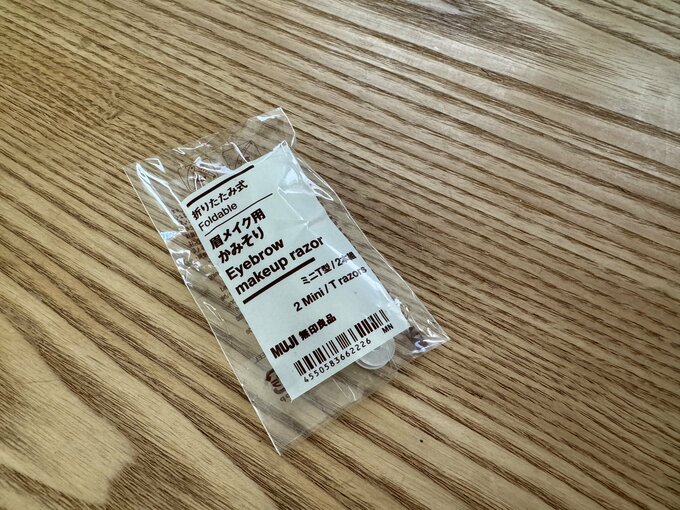 折りたたみ式
Foldable
眉メイク用
かみそり
Eyebrow
makeup razor
ミニT型/2本組
2 Mini/T razors
MUJI 無印良品
4550583662226
MN